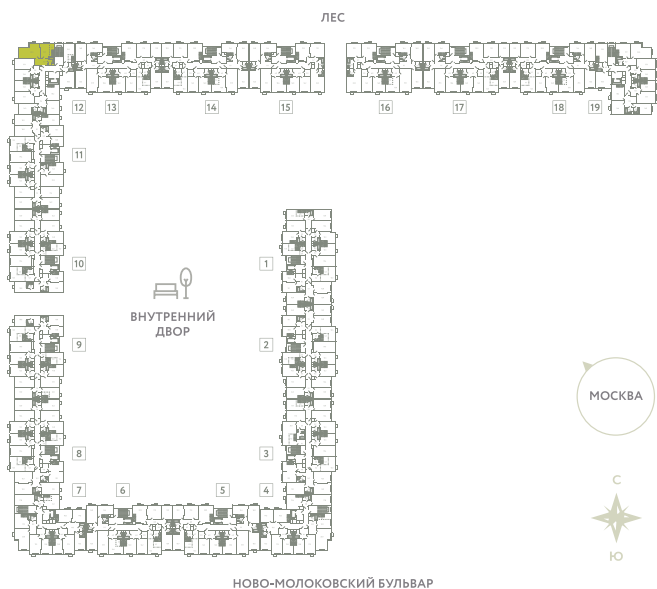 ЛЕС
12 13 14 15 16 17 18 19
11
10 1
ВНУТРЕННИЙ
ДВОР
9 2
МОСКВА
8 3
7 6 5 4
С
Ю
НОВО-МОЛОКОВСКИЙ БУЛЬВАР